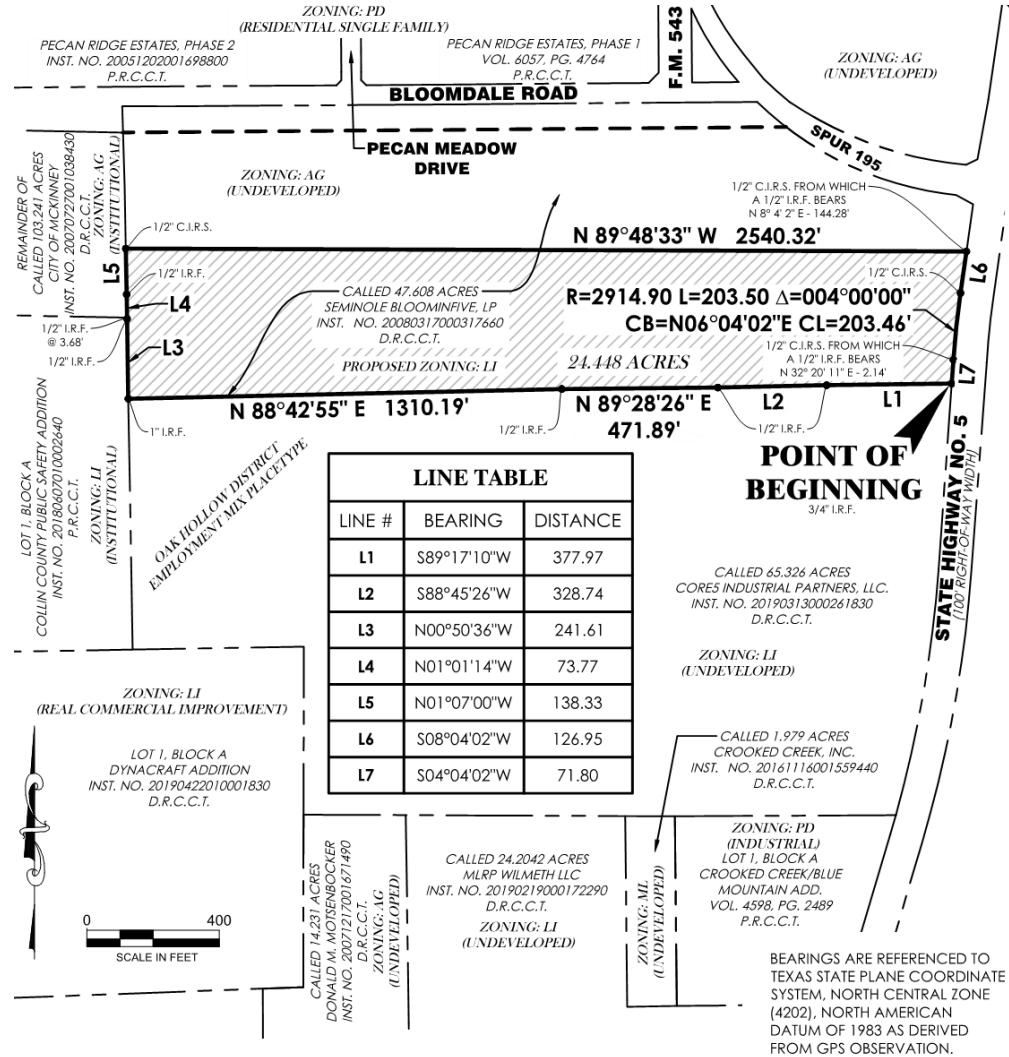 ZONING: PD
(RESIDENTIAL SINGLE FAMILY)
PECAN RIDGE ESTATES, PHASE 2
INST. NO. 20051202001698800
P.R.C.C.T.
PECAN RIDGE ESTATES, PHASE 1
VOL. 6057, PG. 4764
P.R.C.C.T.
F.M. 543
ZONING: AG
(UNDEVELOPED)
BLOOMDALE ROAD
SPUR 195
PECAN MEADOW
DRIVE
ZONING: AG
(UNDEVELOPED)
REMAINDER OF
CALLED 103.241 ACRES
CITY OF MCKINNEY
INST. NO. 20070727001038430
D.R.C.C.T.
ZONING: AG
(INSTITUTIONAL)
1/2" C.I.R.S. FROM WHICH
A 1/2" I.R.F. BEARS
N 8° 4' 2" E - 144.28'
1/2" C.I.R.S.
N 89°48'33" W 2540.32'
L5
L6
1/2" I.R.F.
L4
1/2" C.I.R.S.
CALLED 47.608 ACRES
SEMINOLE BLOOMINFIVE, LP
INST. NO. 20080317000317660
D.R.C.C.T.
R=2914.90 L=203.50 Δ=004°00'00"
CB=N06°04'02"E CL=203.46'
1/2" I.R.F.
@ 3.68'
1/2" I.R.F.
L3
1/2" C.I.R.S. FROM WHICH
A 1/2" I.R.F. BEARS
N 32° 20' 11" E - 2.14'
PROPOSED ZONING: LI
24.448 ACRES
L7
N 88°42'55" E 1310.19'
N 89°28'26" E
471.89'
L2
L1
1" I.R.F.
1/2" I.R.F.
1/2" I.R.F.
POINT OF
BEGINNING
3/4" I.R.F.
STATE HIGHWAY NO. 5
(100' RIGHT-OF-WAY WIDTH)
LOT 1, BLOCK A
COLLIN COUNTY PUBLIC SAFETY ADDITION
INST. NO. 20180607010002640
P.R.C.C.T.
ZONING: LI
(INSTITUTIONAL)
OAK HOLLOW DISTRICT
EMPLOYMENT MIX PLACETYPE
LINE TABLE
LINE # BEARING DISTANCE
L1 S89°17'10"W 377.97
L2 S88°45'26"W 328.74
L3 N00°50'36"W 241.61
L4 N01°01'14"W 73.77
L5 N01°07'00"W 138.33
L6 S08°04'02"W 126.95
L7 S04°04'02"W 71.80
CALLED 65.326 ACRES
CORE5 INDUSTRIAL PARTNERS, LLC.
INST. NO. 20190313000261830
D.R.C.C.T.
ZONING: LI
(UNDEVELOPED)
ZONING: LI
(REAL COMMERCIAL IMPROVEMENT)
LOT 1, BLOCK A
DYNACRAFT ADDITION
INST. NO. 20190422010001830
D.R.C.C.T.
CALLED 1.979 ACRES
CROOKED CREEK, INC.
INST. NO. 20161116001559440
D.R.C.C.T.
CALLED 14.231 ACRES
DONALD M. MOTSENBOCKER
INST. NO. 20071217001671490
D.R.C.C.T.
ZONING: AG
(UNDEVELOPED)
CALLED 24.2042 ACRES
MLRP WILMETH LLC
INST. NO. 20190219000172290
D.R.C.C.T.
ZONING: LI
(UNDEVELOPED)
ZONING: ML
(UNDEVELOPED)
ZONING: PD
(INDUSTRIAL)
LOT 1, BLOCK A
CROOKED CREEK/BLUE
MOUNTAIN ADD.
VOL. 4598, PG. 2489
P.R.C.C.T.
0 400
SCALE IN FEET
BEARINGS ARE REFERENCED TO
TEXAS STATE PLANE COORDINATE
SYSTEM, NORTH CENTRAL ZONE
(4202), NORTH AMERICAN
DATUM OF 1983 AS DERIVED
FROM GPS OBSERVATION.